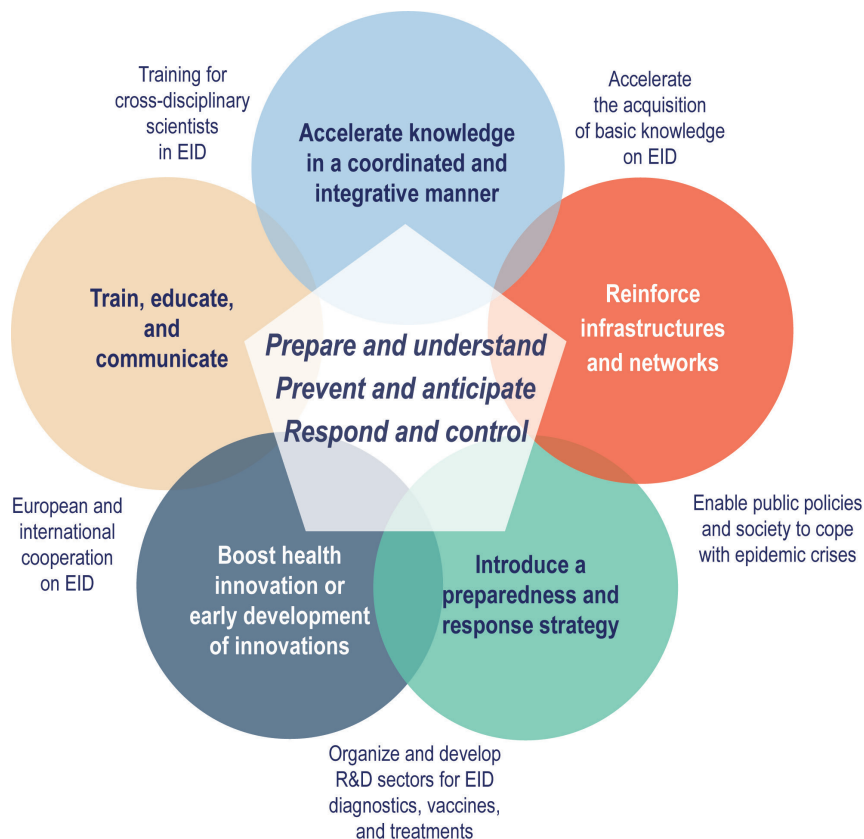 Training for
cross-disciplinary
scientists
in EID
Accelerate knowledge
in a coordinated and
integrative manner
Accelerate
the acquisition
of basic knowledge
on EID
Train, educate,
and
communicate
Prepare and understand
Prevent and anticipate
Respond and control
Reinforce
infrastructures
and networks
European and
international
cooperation
on EID
Boost health
innovation or
early development
of innovations
Introduce a
preparedness and
response strategy
Enable public policies
and society to cope
with epidemic crises
Organize and develop
R&D sectors for EID
diagnostics, vaccines,
and treatments